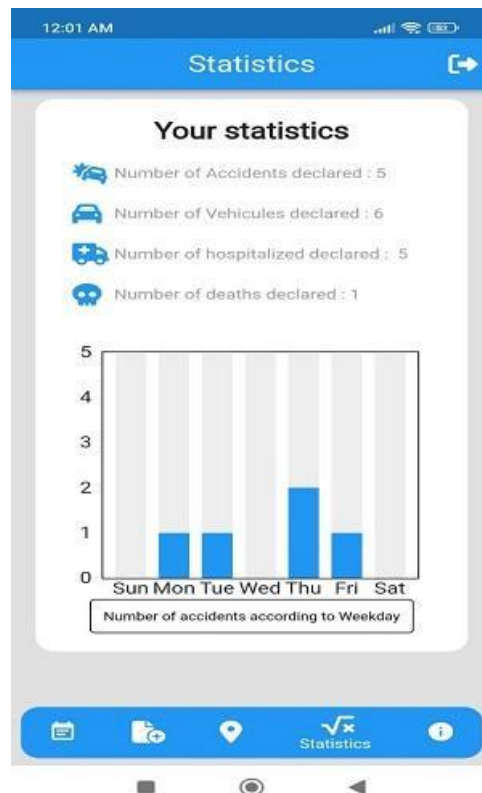 12:01 AM
Statistics
Your statistics
Number of Accidents declared : 5
Number of Vehicules declared : 6
Number of hospitalized declared : 5
Number of deaths declared : 1
5
4
3
2
1
0
Sun Mon Tue Wed Thu Fri Sat
Number of accidents according to Weekday
Statistics